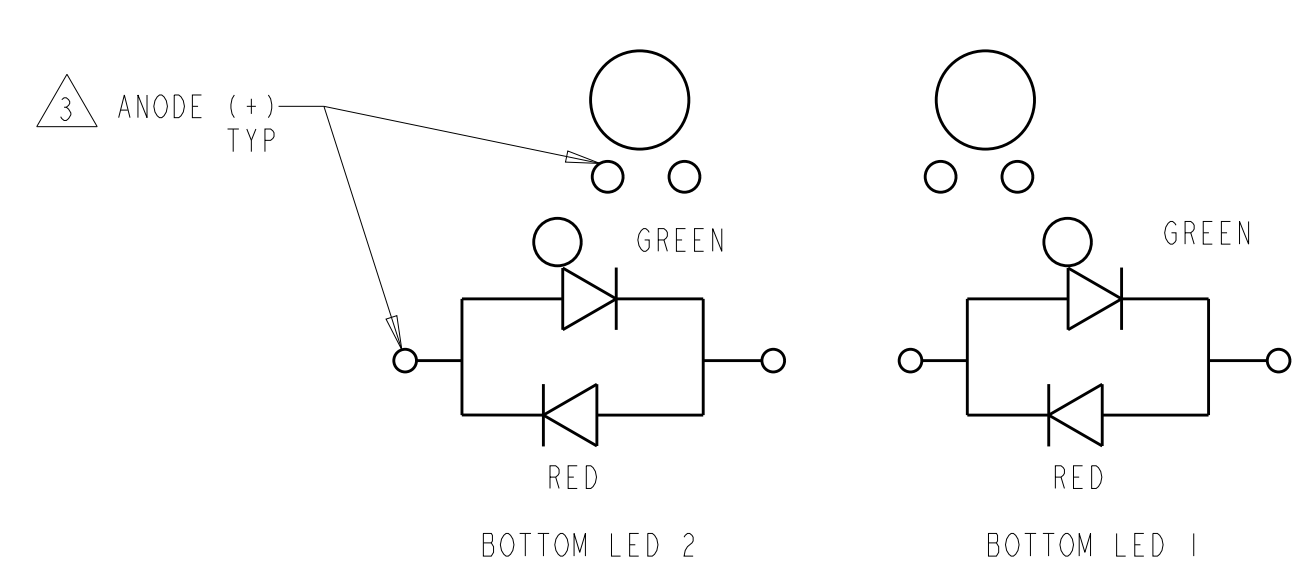 3 ANODE (+)
TYP
GREEN
GREEN
RED
RED
BOTTOM LED 2
BOTTOM LED 1